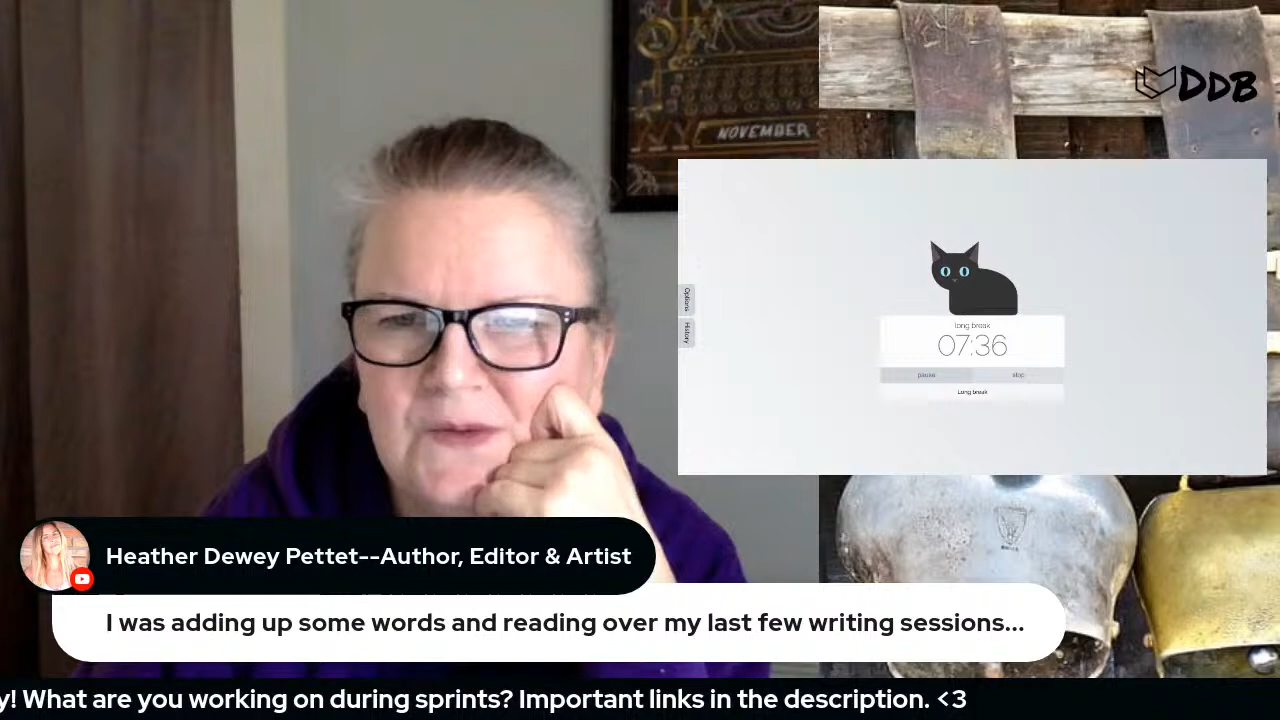 NOVEMBER
DDB
Options
History
long break
07:36
pause
stop
Long break
Heather Dewey Pettet--Author, Editor & Artist
I was adding up some words and reading over my last few writing sessions...
y! What are you working on during sprints? Important links in the description. <3